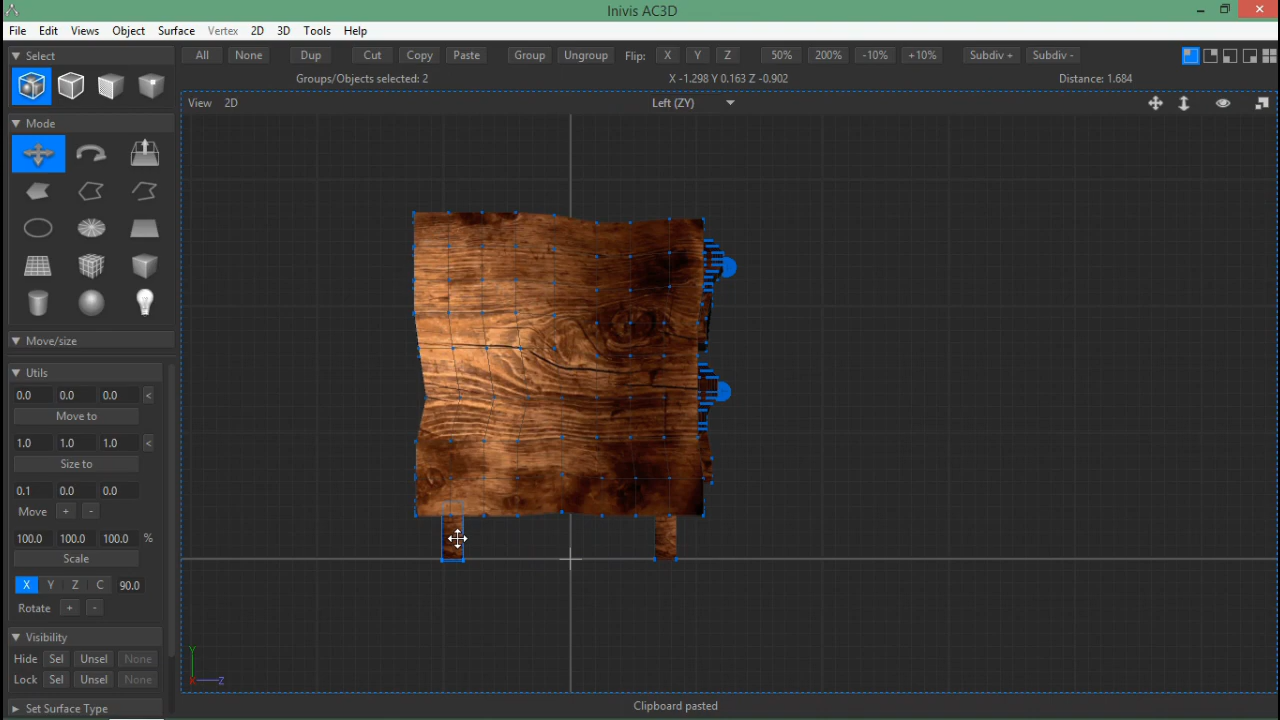 Inivis AC3D
File Edit Views Object Surface Vertex 2D 3D Tools Help
Select All None Dup Cut Copy Paste Group Ungroup Flip: X Y Z 50% 200% -10% +10% Subdiv + Subdiv -
Groups/Objects selected: 2 X -1.298 Y 0.163 Z -0.902 Distance: 1.684
View 2D Left (ZY)
Mode
Move/size
Utils
0.0 0.0 0.0 <
Move to
1.0 1.0 1.0 <
Size to
0.1 0.0 0.0
Move + -
100.0 100.0 100.0 %
Scale
X Y Z C 90.0
Rotate + -
Visibility
Hide Sel Unsel None
Lock Sel Unsel None
Y
X Z
Set Surface Type
Clipboard pasted